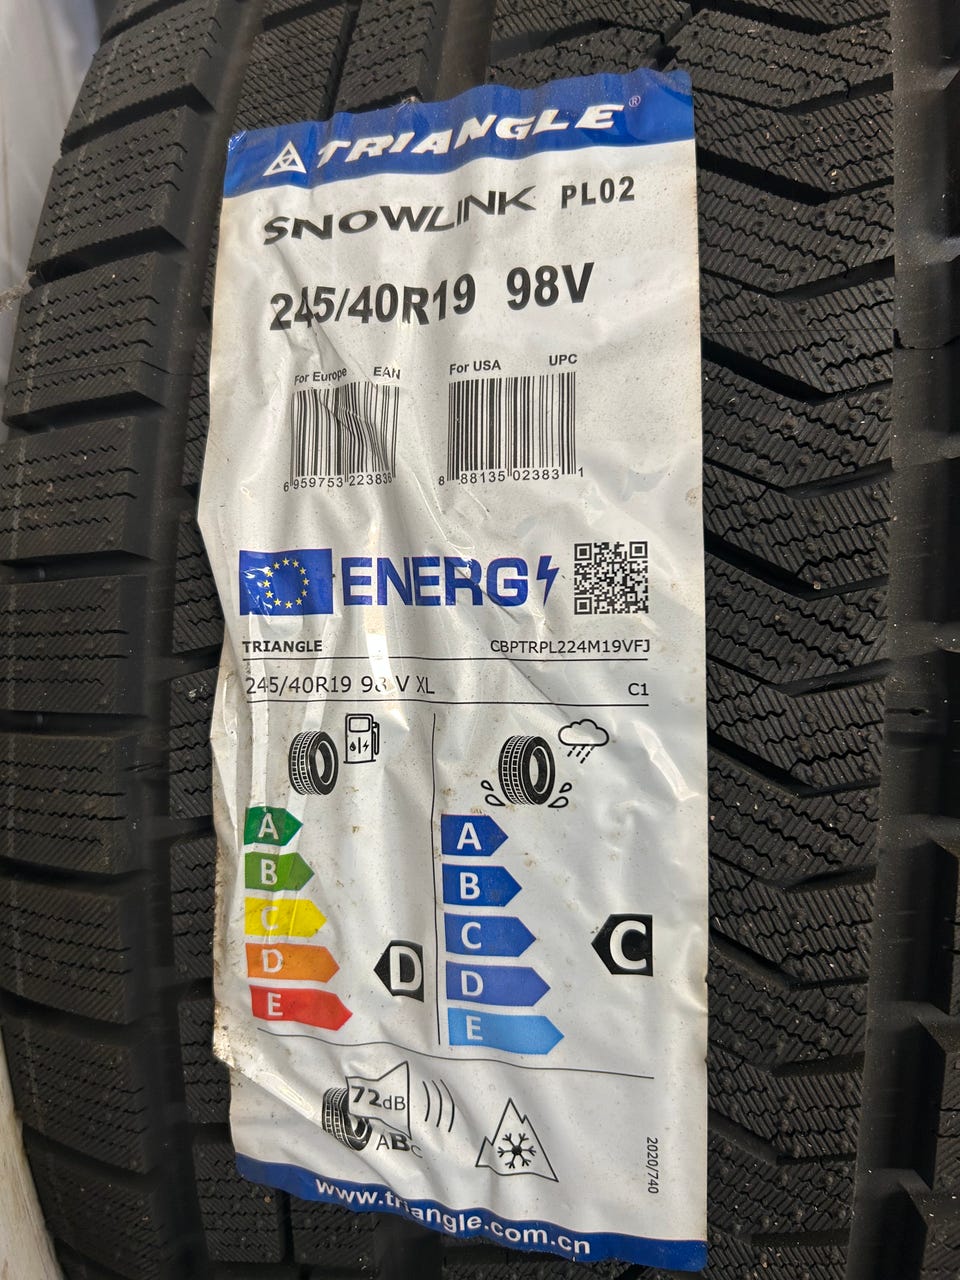 TRIANGLE®
SNOWLINK PL02
245/40R19 98V
For Europe EAN For USA UPC
6 959753 223836 8 88135 02383 1
ENERG
TRIANGLE CBPTRPL224M19VFJ
245/40R19 98 V XL C1
A A
B B
C C C
D D D
E E
72dB
ABC
2020/740
www.triangle.com.cn